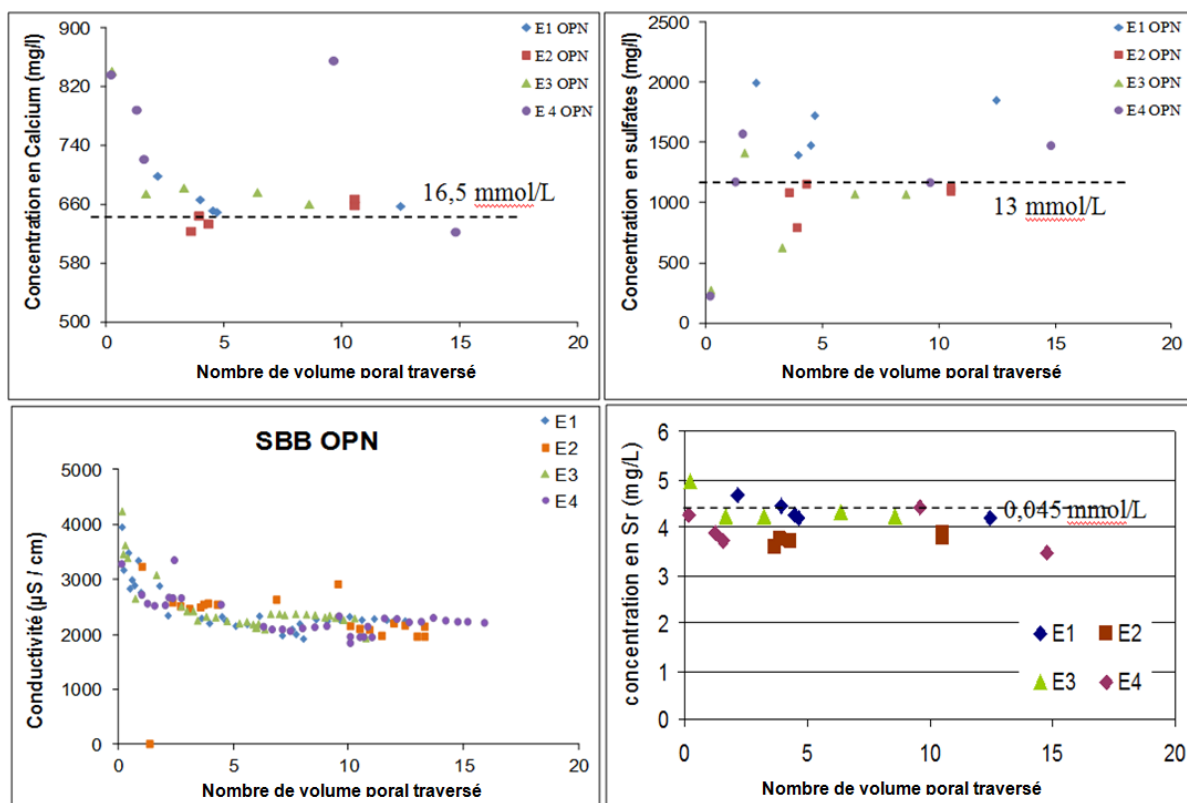 Concentration en Calcium (mg/l)
900
820
740
660
580
500
0
5
10
15
20
Nombre de volume poral traversé
E1 OPN
E2 OPN
E3 OPN
E4 OPN
16,5 mmol/L
Concentration en sulfates (mg/l)
2500
2000
1500
1000
500
0
0
5
10
15
20
Nombre de volume poral traversé
E1 OPN
E2 OPN
E3 OPN
E4 OPN
13 mmol/L
SBB OPN
Conductivité (µS / cm)
5000
4000
3000
2000
1000
0
0
5
10
15
20
Nombre de volume poral traversé
E1
E2
E3
E4
concentration en Sr (mg/L)
6
5
4
3
2
1
0
0
5
10
15
20
Nombre de volume poral traversé
0,045 mmol/L
E1
E2
E3
E4